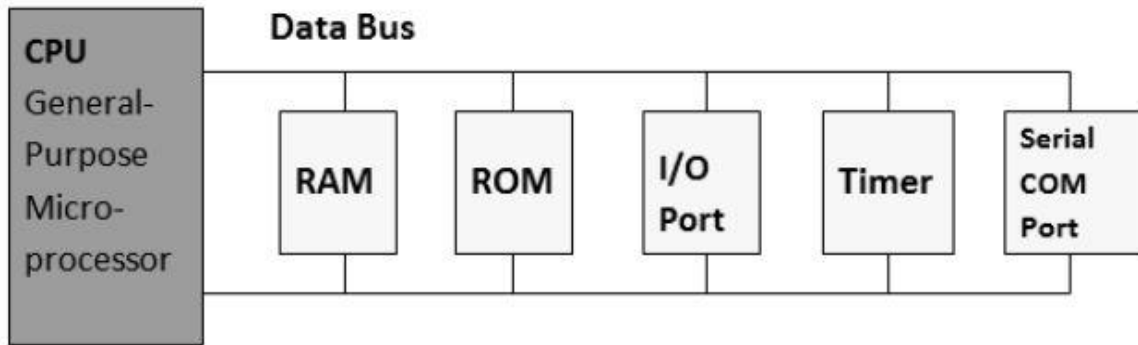 Data Bus
CPU
General-
Purpose
Micro-
processor
RAM
ROM
I/O
Port
Timer
Serial
COM
Port